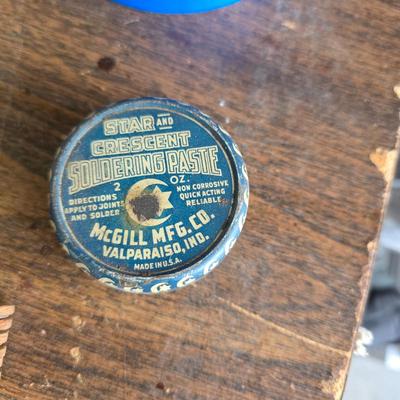 STAR AND
CRESCENT
SOLDERING PASTE
2 OZ.
DIRECTIONS
APPLY TO JOINTS
AND SOLDER
NON CORROSIVE
QUICK ACTING
RELIABLE
McGILL MFG. CO.
VALPARAISO, IND.
MADE IN U.S.A.